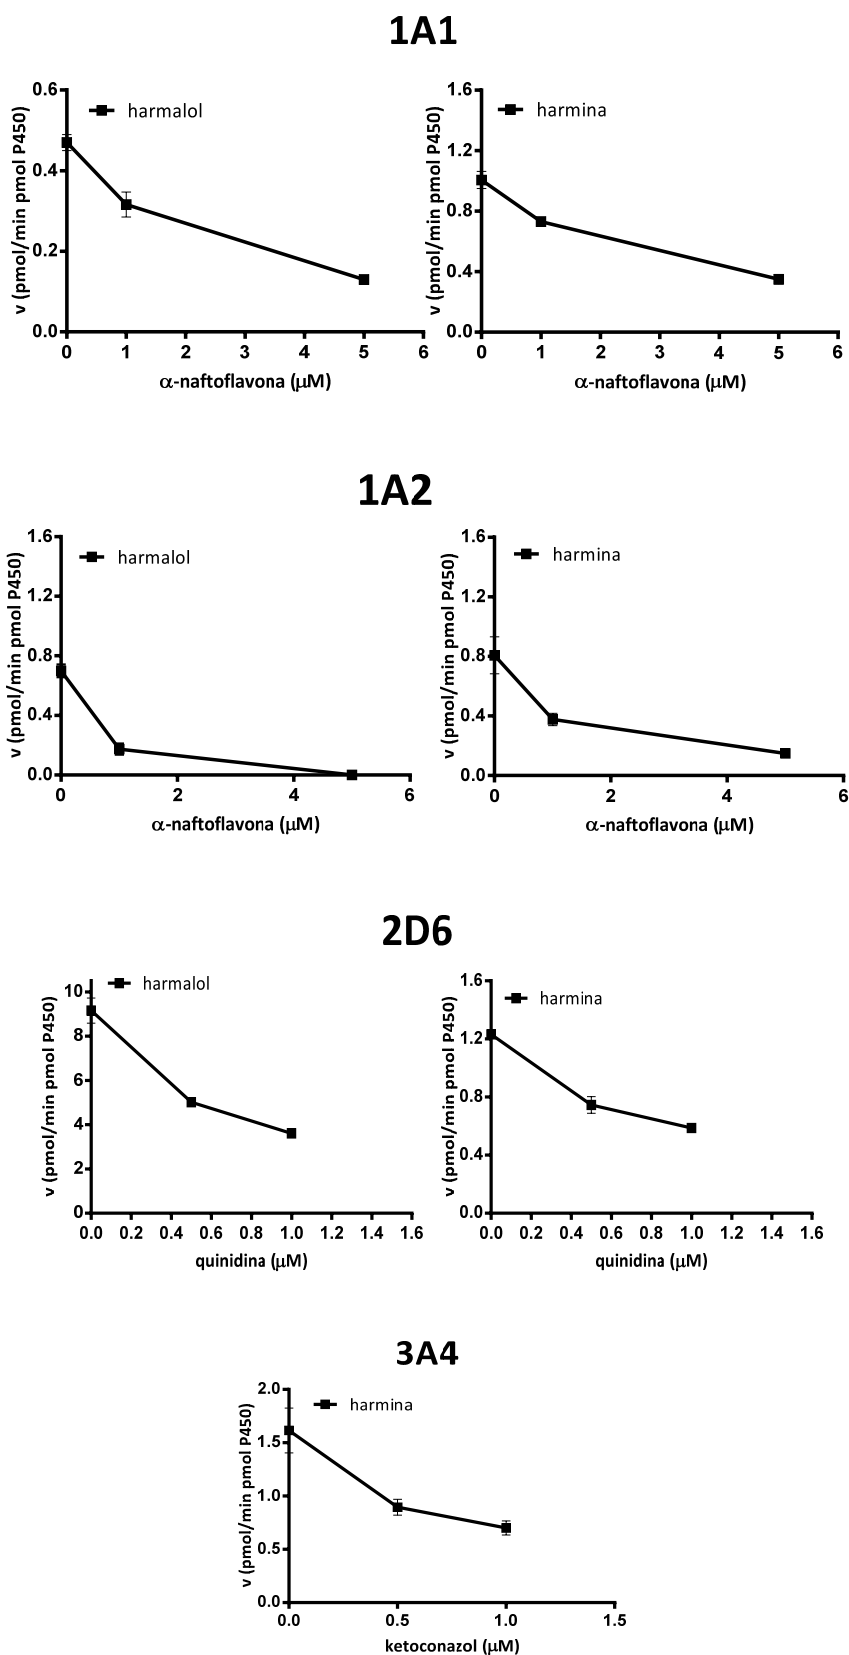 1A1
harmalol
v (pmol/min pmol P450)
0.6
0.4
0.2
0.0
0 1 2 3 4 5 6
α-naftoflavona (μM)
harmina
v (pmol/min pmol P450)
1.6
1.2
0.8
0.4
0.0
0 1 2 3 4 5 6
α-naftoflavona (μM)
1A2
harmalol
v (pmol/min pmol P450)
1.6
1.2
0.8
0.4
0.0
0 2 4 6
α-naftoflavona (μM)
harmina
v (pmol/min pmol P450)
1.6
1.2
0.8
0.4
0.0
0 2 4 6
α-naftoflavona (μM)
2D6
harmalol
v (pmol/min pmol P450)
10
8
6
4
2
0
0.0 0.2 0.4 0.6 0.8 1.0 1.2 1.4 1.6
quinidina (μM)
harmina
v (pmol/min pmol P450)
1.6
1.2
0.8
0.4
0.0
0.0 0.2 0.4 0.6 0.8 1.0 1.2 1.4 1.6
quinidina (μM)
3A4
harmina
v (pmol/min pmol P450)
2.0
1.5
1.0
0.5
0.0
0.0 0.5 1.0 1.5
ketoconazol (μM)